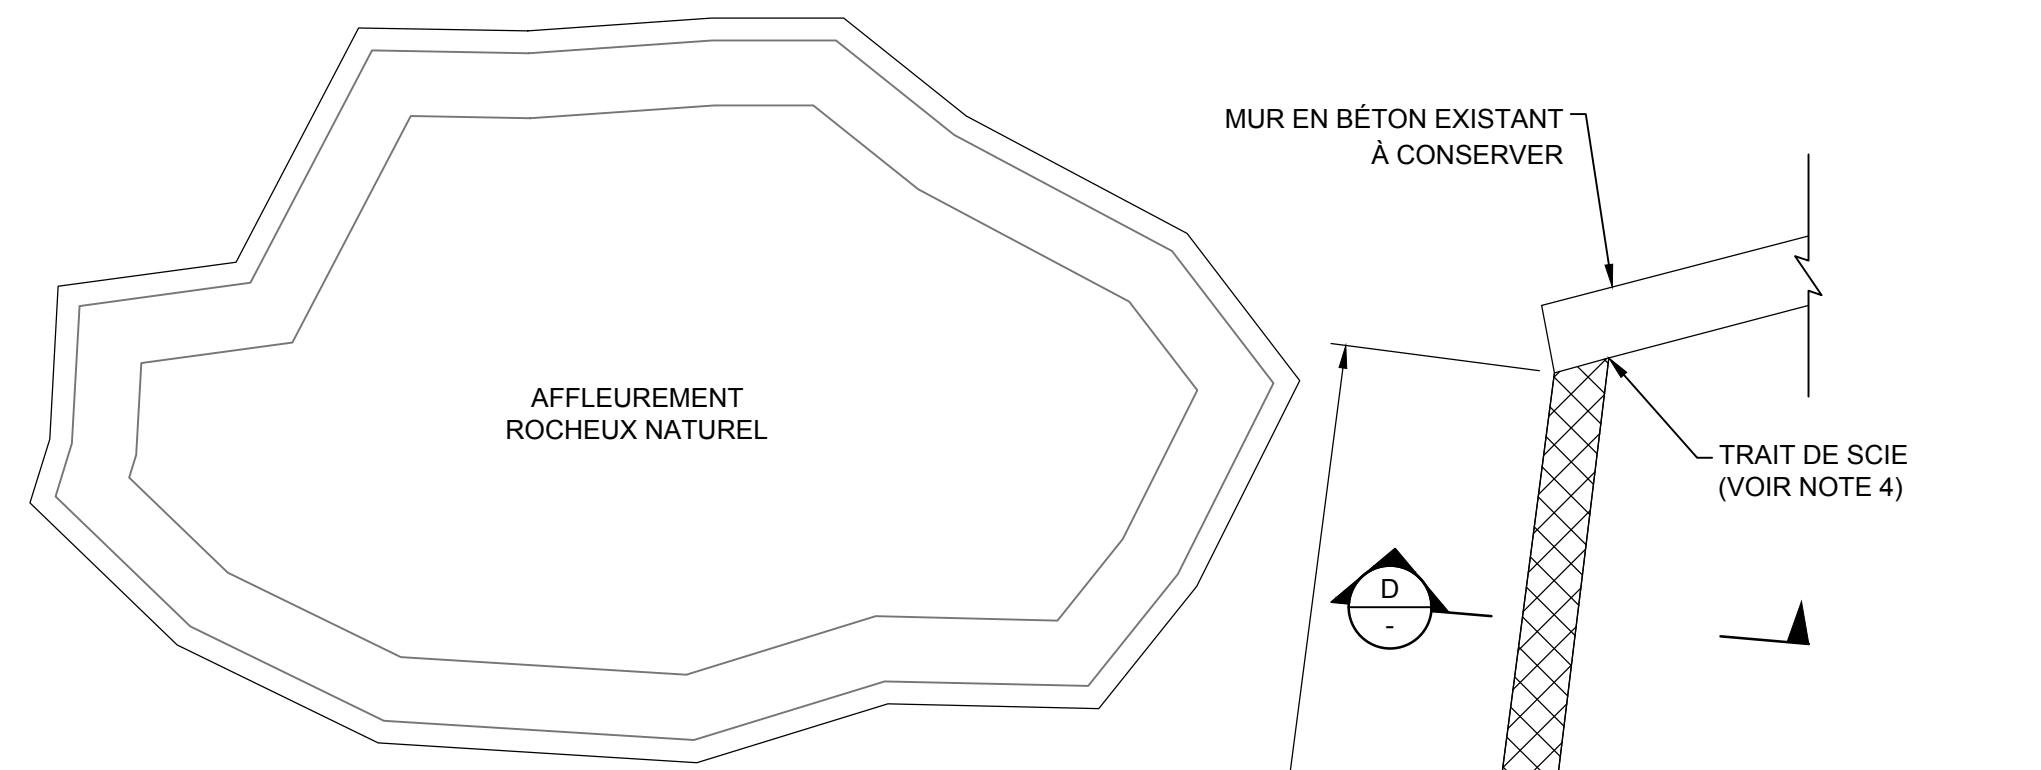 MUR EN BÉTON EXISTANT
À CONSERVER
AFFLEUREMENT
ROCHEUX NATUREL
TRAIT DE SCIE
(VOIR NOTE 4)
D
-